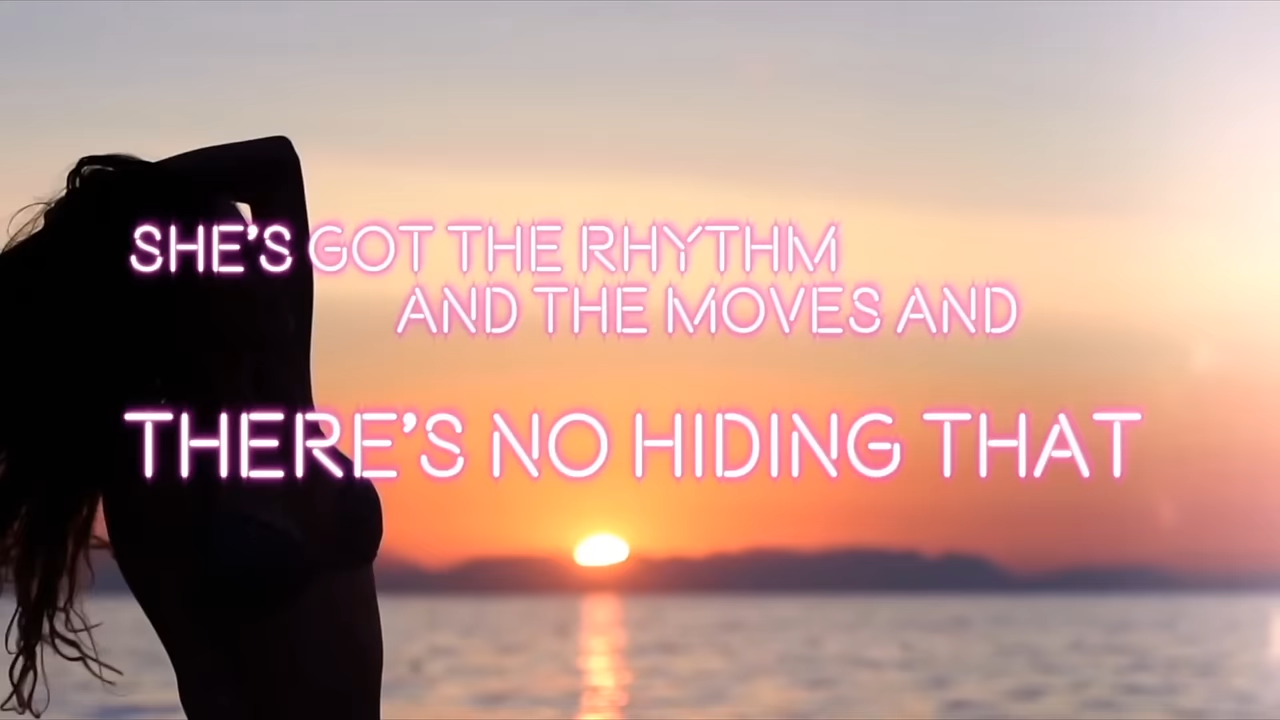 SHE'S GOT THE RHYTHM
AND THE MOVES AND
THERE'S NO HIDING THAT